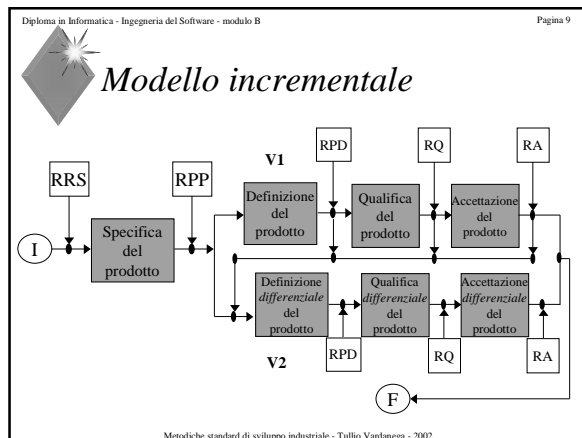 Diploma in Informatica - Ingegneria del Software - modulo B
Pagina 9
Modello incrementale
RRS
RPP
V1
RPD
RQ
RA
I
Specifica
del
prodotto
Definizione
del
prodotto
Qualifica
del
prodotto
Accettazione
del
prodotto
Definizione
differenziale
del
prodotto
Qualifica
differenziale
del
prodotto
Accettazione
differenziale
del
prodotto
V2
RPD
RQ
RA
F
Metodiche standard di sviluppo industriale - Tullio Vardanega - 2002